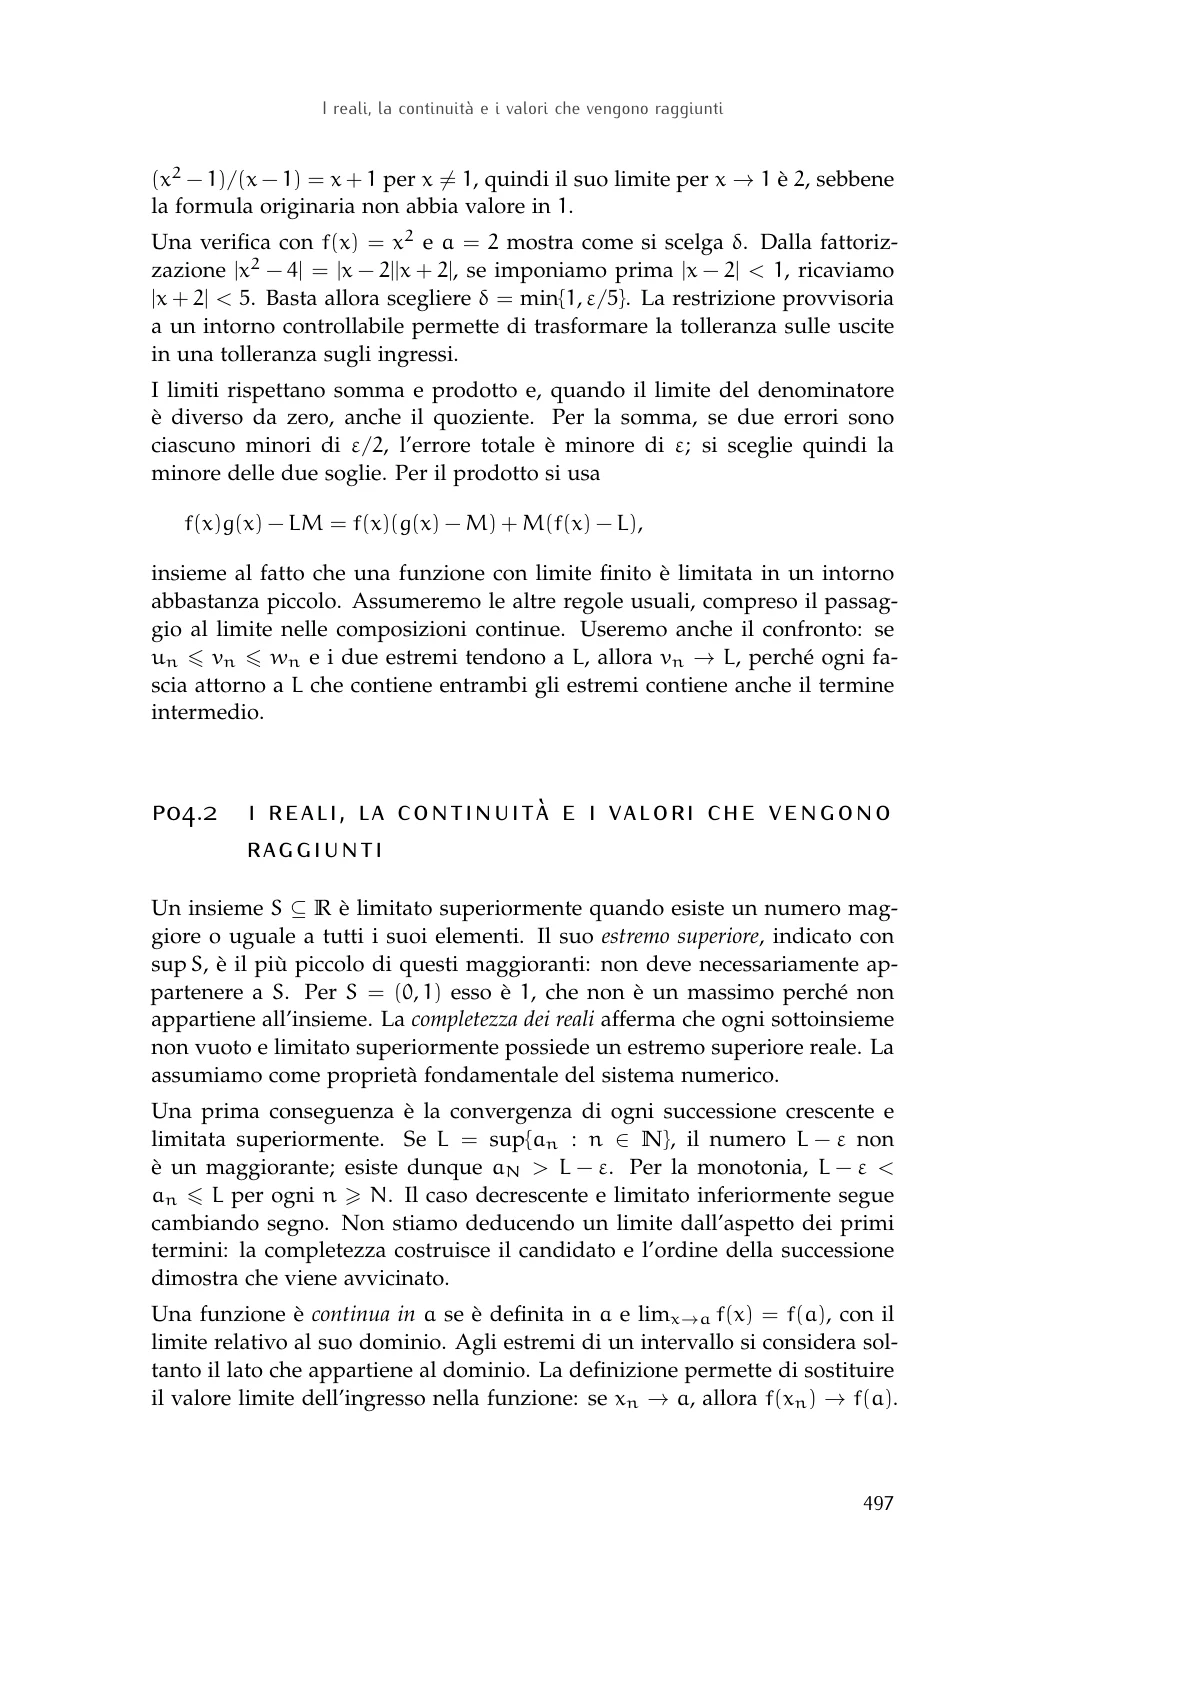 I reali, la continuità e i valori che vengono raggiunti
(x² − 1)/(x − 1) = x + 1 per x ≠ 1, quindi il suo limite per x → 1 è 2, sebbene
la formula originaria non abbia valore in 1.
Una verifica con f(x) = x² e a = 2 mostra come si scelga δ. Dalla fattoriz-
zazione |x² − 4| = |x − 2||x + 2|, se imponiamo prima |x − 2| < 1, ricaviamo
|x + 2| < 5. Basta allora scegliere δ = min{1, ε/5}. La restrizione provvisoria
a un intorno controllabile permette di trasformare la tolleranza sulle uscite
in una tolleranza sugli ingressi.
I limiti rispettano somma e prodotto e, quando il limite del denominatore
è diverso da zero, anche il quoziente. Per la somma, se due errori sono
ciascuno minori di ε/2, l'errore totale è minore di ε; si sceglie quindi la
minore delle due soglie. Per il prodotto si usa
f(x)g(x) − LM = f(x)(g(x) − M) + M(f(x) − L),
insieme al fatto che una funzione con limite finito è limitata in un intorno
abbastanza piccolo. Assumeremo le altre regole usuali, compreso il passag-
gio al limite nelle composizioni continue. Useremo anche il confronto: se
uₙ ⩽ vₙ ⩽ wₙ e i due estremi tendono a L, allora vₙ → L, perché ogni fa-
scia attorno a L che contiene entrambi gli estremi contiene anche il termine
intermedio.
P04.2 I REALI, LA CONTINUITÀ E I VALORI CHE VENGONO
RAGGIUNTI
Un insieme S ⊆ ℝ è limitato superiormente quando esiste un numero mag-
giore o uguale a tutti i suoi elementi. Il suo estremo superiore, indicato con
sup S, è il più piccolo di questi maggioranti: non deve necessariamente ap-
partenere a S. Per S = (0, 1) esso è 1, che non è un massimo perché non
appartiene all'insieme. La completezza dei reali afferma che ogni sottoinsieme
non vuoto e limitato superiormente possiede un estremo superiore reale. La
assumiamo come proprietà fondamentale del sistema numerico.
Una prima conseguenza è la convergenza di ogni successione crescente e
limitata superiormente. Se L = sup{aₙ : n ∈ ℕ}, il numero L − ε non
è un maggiorante; esiste dunque a_N > L − ε. Per la monotonia, L − ε <
aₙ ⩽ L per ogni n ⩾ N. Il caso decrescente e limitato inferiormente segue
cambiando segno. Non stiamo deducendo un limite dall'aspetto dei primi
termini: la completezza costruisce il candidato e l'ordine della successione
dimostra che viene avvicinato.
Una funzione è continua in a se è definita in a e lim_{x→a} f(x) = f(a), con il
limite relativo al suo dominio. Agli estremi di un intervallo si considera sol-
tanto il lato che appartiene al dominio. La definizione permette di sostituire
il valore limite dell'ingresso nella funzione: se xₙ → a, allora f(xₙ) → f(a).
497